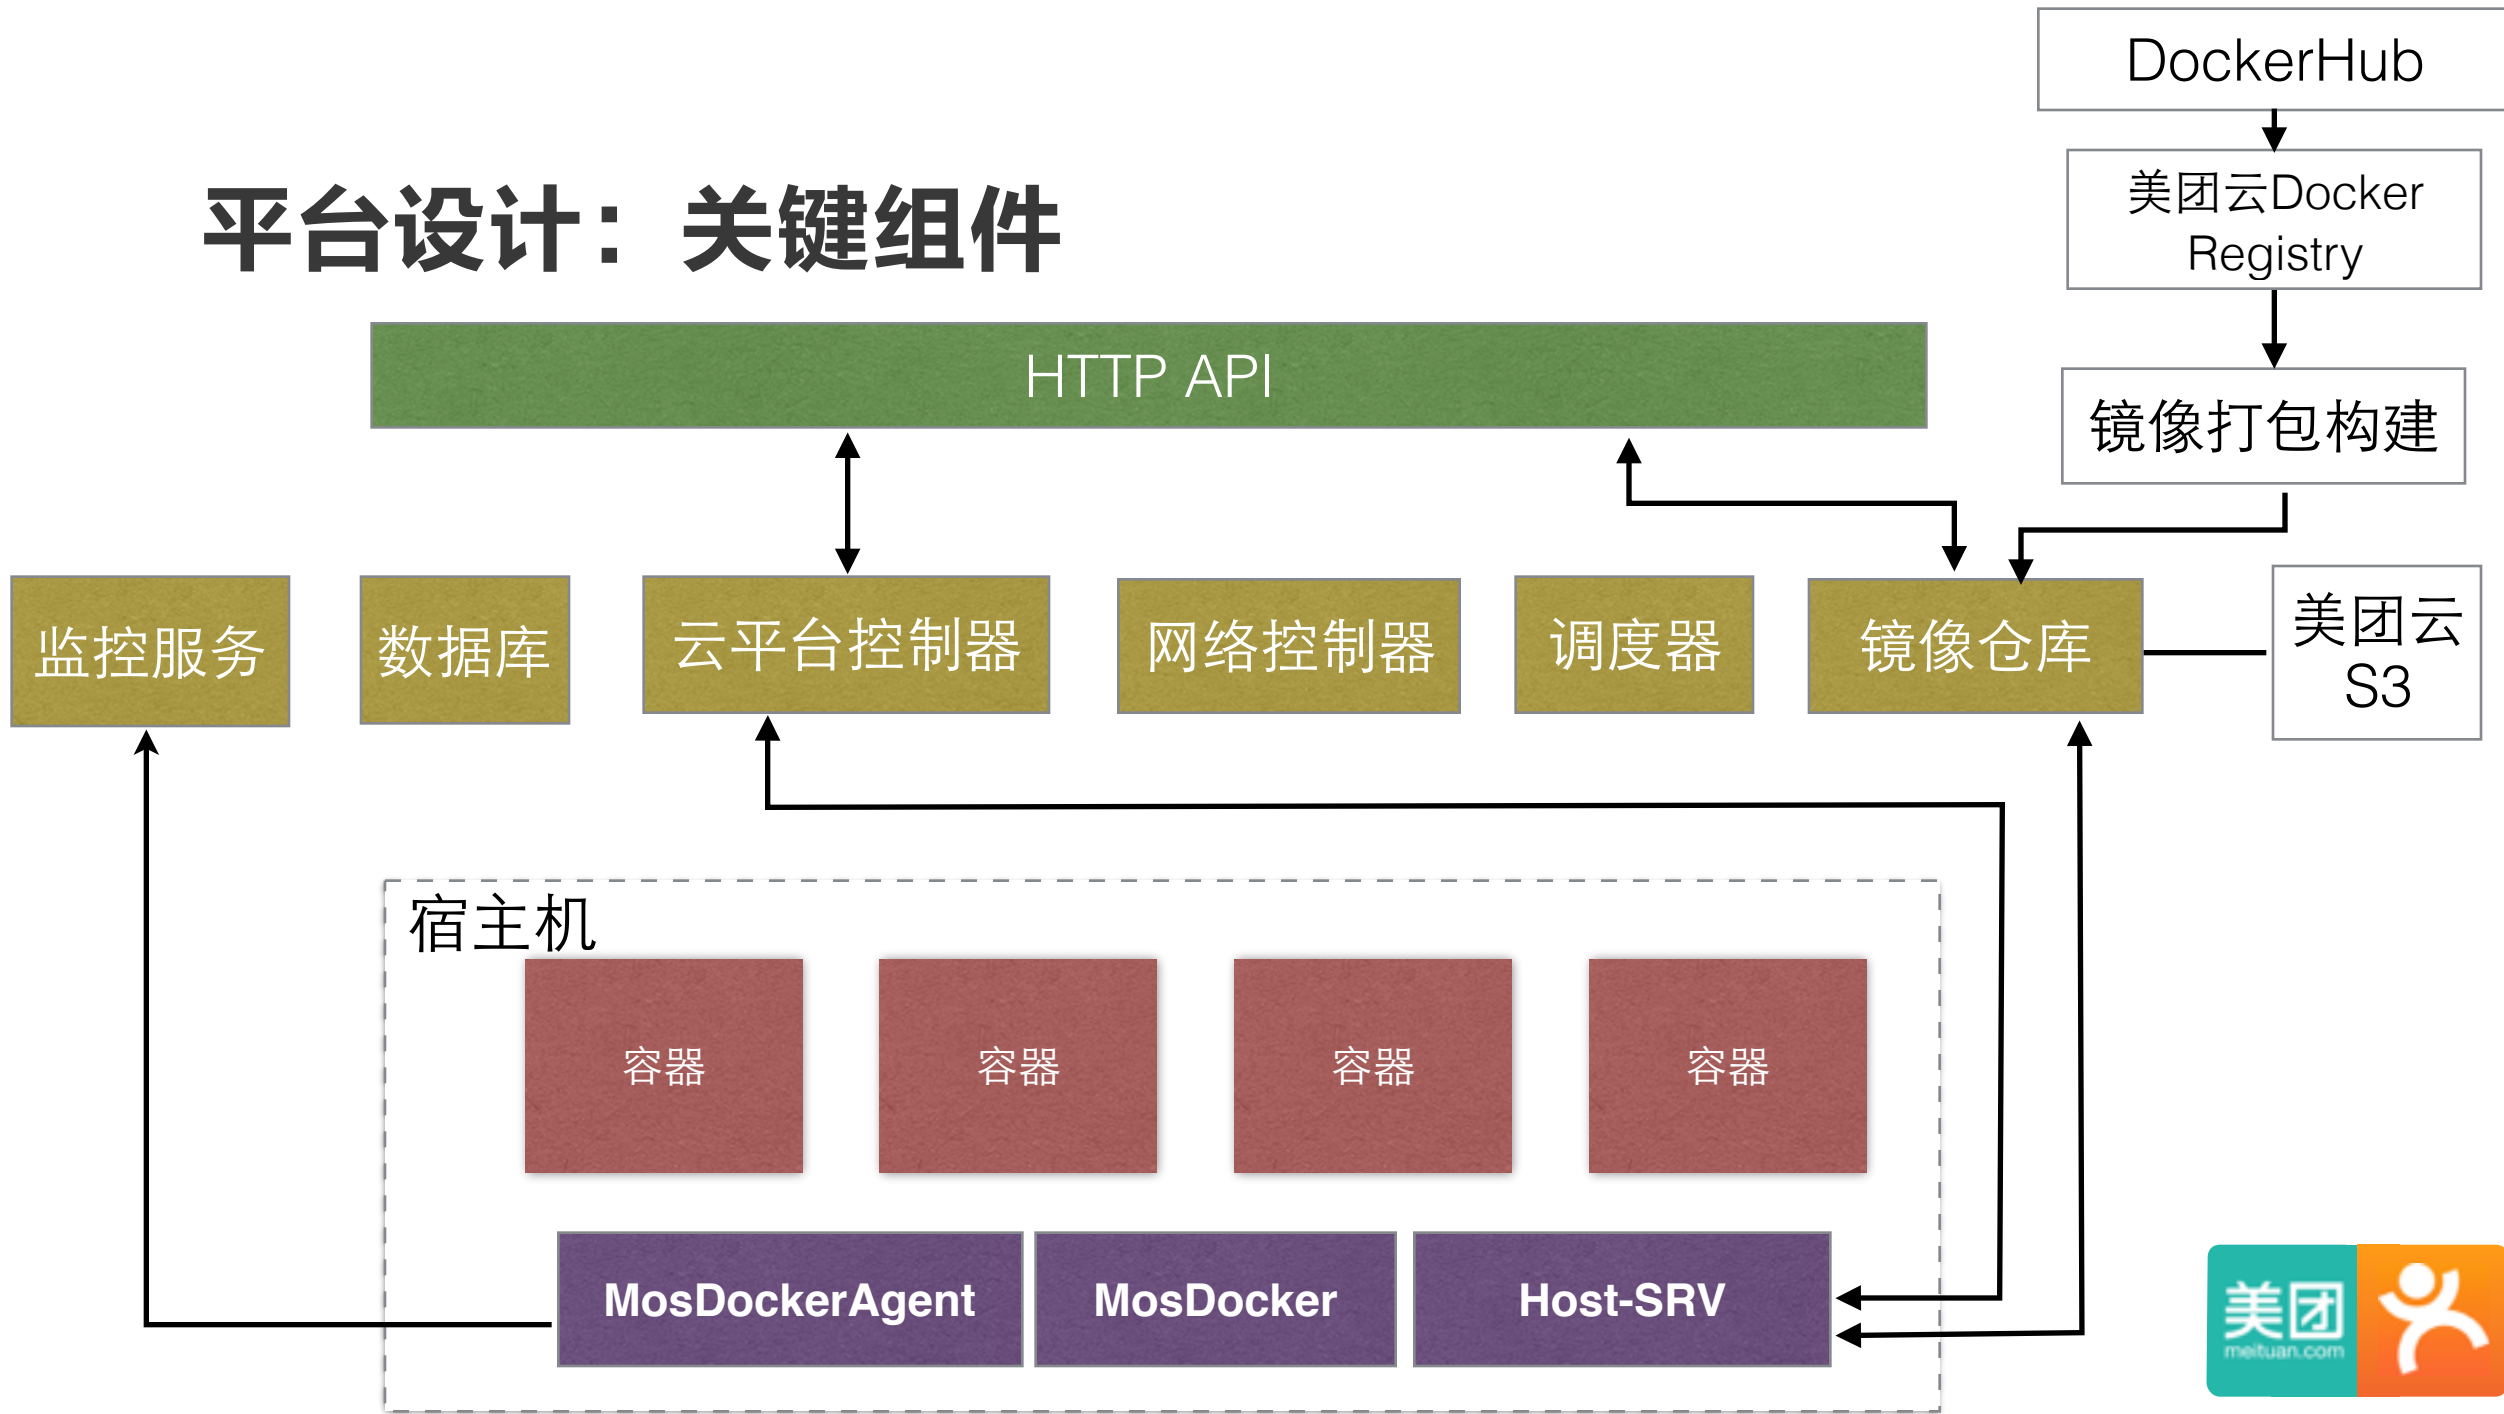 DockerHub
美团云Docker
Registry
平台设计：关键组件
HTTP API
镜像打包构建
监控服务
数据库
云平台控制器
网络控制器
调度器
镜像仓库
美团云
S3
宿主机
容器
容器
容器
容器
MosDockerAgent
MosDocker
Host-SRV
美团
meituan.com